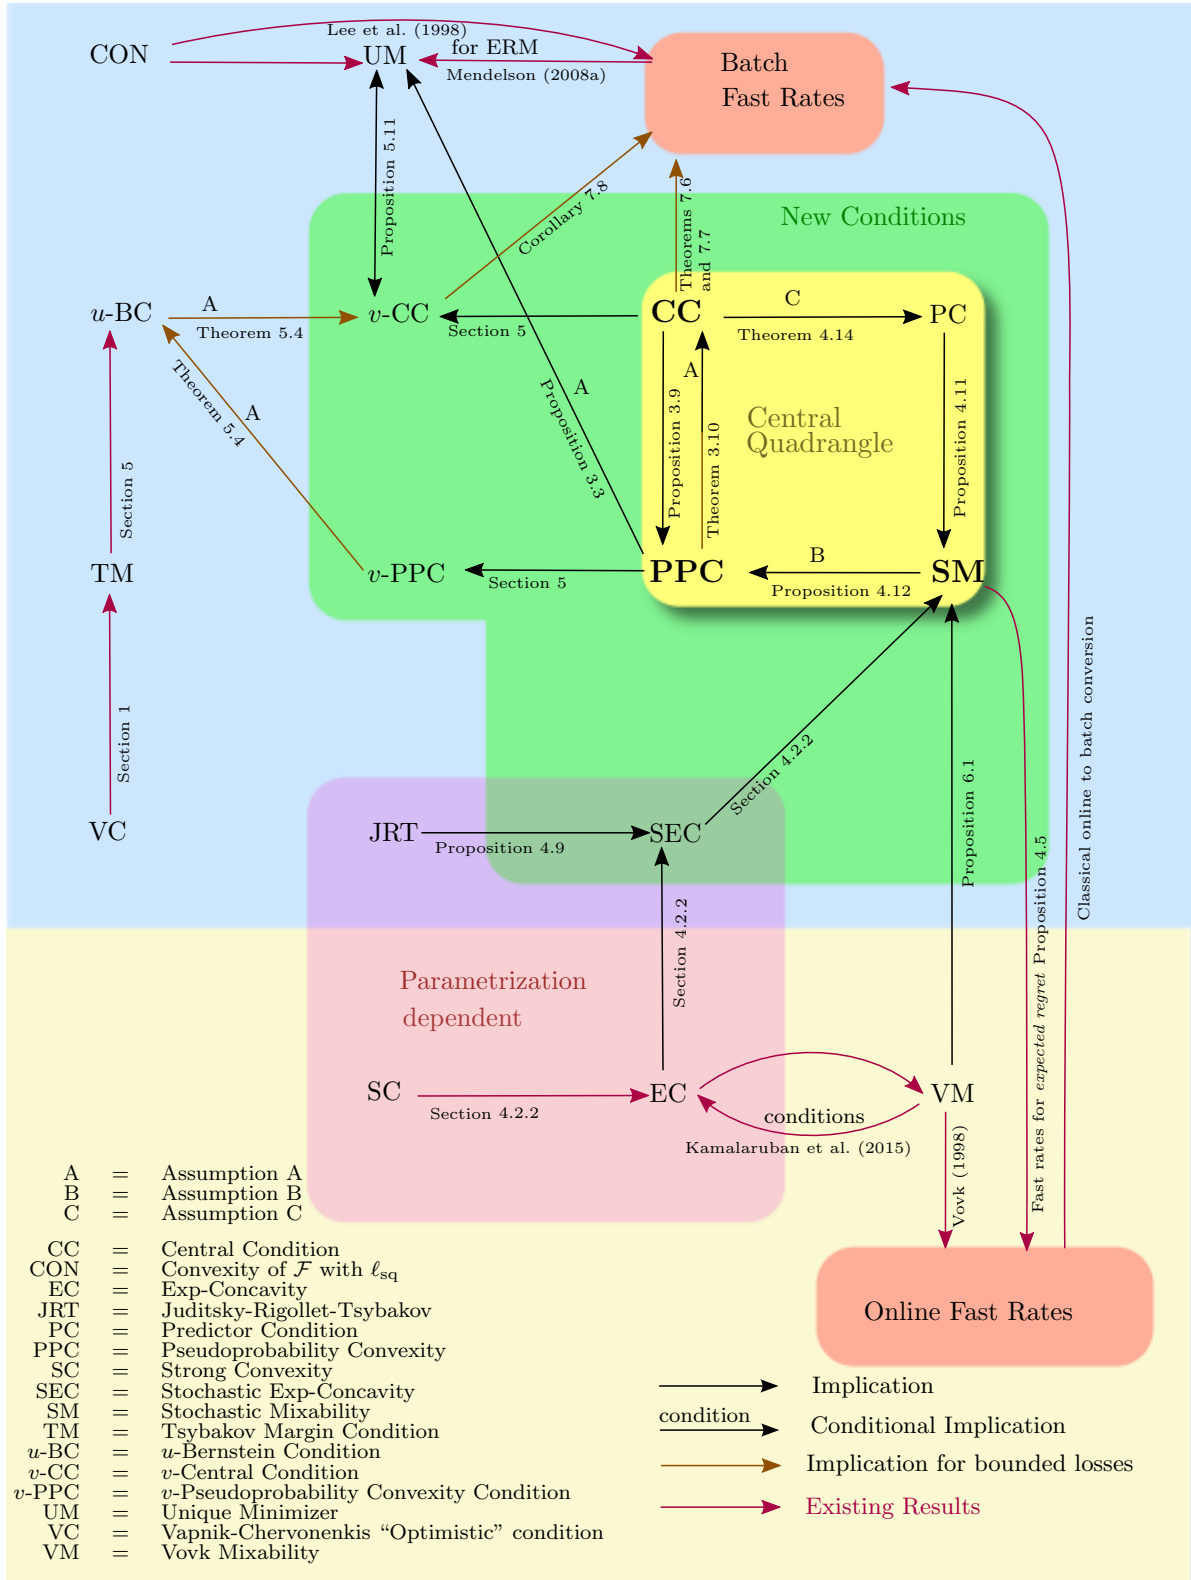 Lee et al. (1998)
CON
UM
for ERM
Mendelson (2008a)
Batch
Fast Rates
Proposition 5.11
Corollary 7.8
Theorems 7.6
and 7.7
New Conditions
u-BC
A
Theorem 5.4
v-CC
Section 5
CC
C
Theorem 4.14
PC
Theorem 5.4
A
Proposition 3.3
A
Proposition 3.9
A
Theorem 3.10
Central
Quadrangle
Proposition 4.11
Section 5
TM
v-PPC
Section 5
PPC
B
Proposition 4.12
SM
Section 1
VC
JRT
Proposition 4.9
SEC
Section 4.2.2
Proposition 6.1
Classical online to batch conversion
Fast rates for expected regret Proposition 4.5
Section 4.2.2
Parametrization
dependent
SC
Section 4.2.2
EC
conditions
Kamalaruban et al. (2015)
VM
Vovk (1998)
Online Fast Rates
A = Assumption A
B = Assumption B
C = Assumption C
CC = Central Condition
CON = Convexity of ℱ with ℓsq
EC = Exp-Concavity
JRT = Juditsky-Rigollet-Tsybakov
PC = Predictor Condition
PPC = Pseudoprobability Convexity
SC = Strong Convexity
SEC = Stochastic Exp-Concavity
SM = Stochastic Mixability
TM = Tsybakov Margin Condition
u-BC = u-Bernstein Condition
v-CC = v-Central Condition
v-PPC = v-Pseudoprobability Convexity Condition
UM = Unique Minimizer
VC = Vapnik-Chervonenkis “Optimistic” condition
VM = Vovk Mixability
Implication
condition
Conditional Implication
Implication for bounded losses
Existing Results